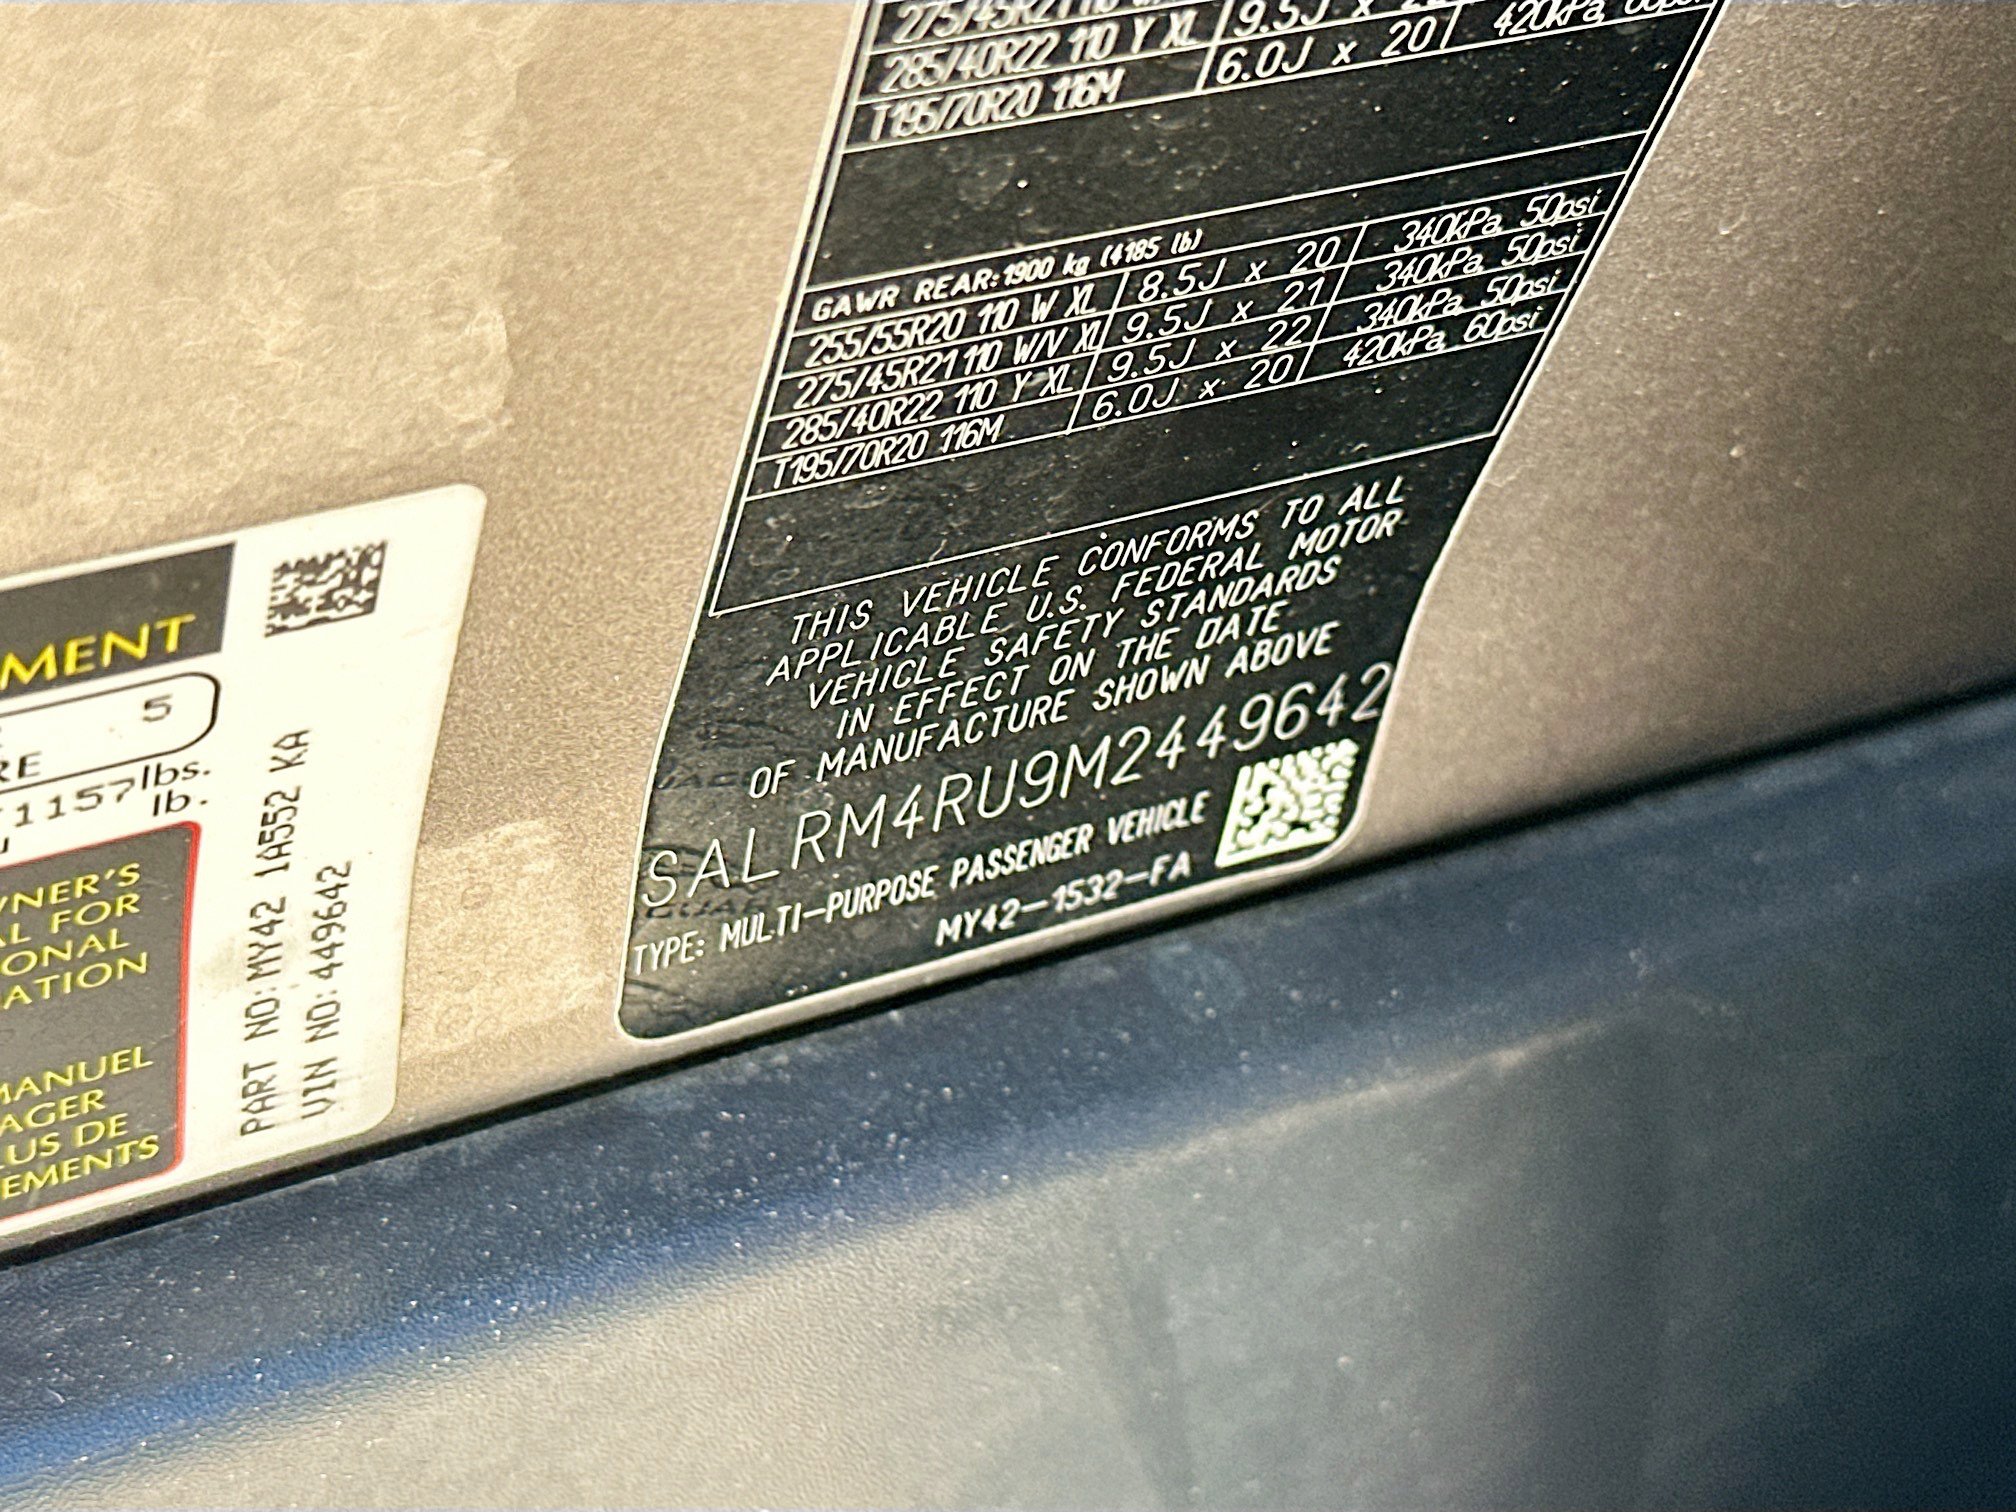 285/40R22 110 Y XL 9.5J x
T195/70R20 116M 6.0J x 20 420kPa,
GAWR REAR: 1900 kg (4185 lb)
255/55R20 110 W XL 8.5J x 20 340kPa, 50psi
275/45R21 110 W/V XL 9.5J x 21 340kPa, 50psi
285/40R22 110 Y XL 9.5J x 22 340kPa, 50psi
T195/70R20 116M 6.0J x 20 420kPa, 60psi
THIS VEHICLE CONFORMS TO ALL
APPLICABLE U.S. FEDERAL MOTOR
VEHICLE SAFETY STANDARDS
IN EFFECT ON THE DATE
OF MANUFACTURE SHOWN ABOVE
SALRM4RU9M2449642
TYPE: MULTI-PURPOSE PASSENGER VEHICLE
MY42-1532-FA
MENT
5
RE
1157lbs.
lb.
WNER'S
AL FOR
ONAL
ATION
MANUEL
AGER
LUS DE
EMENTS
PART NO:MY42 1A552 KA
VIN NO:449642